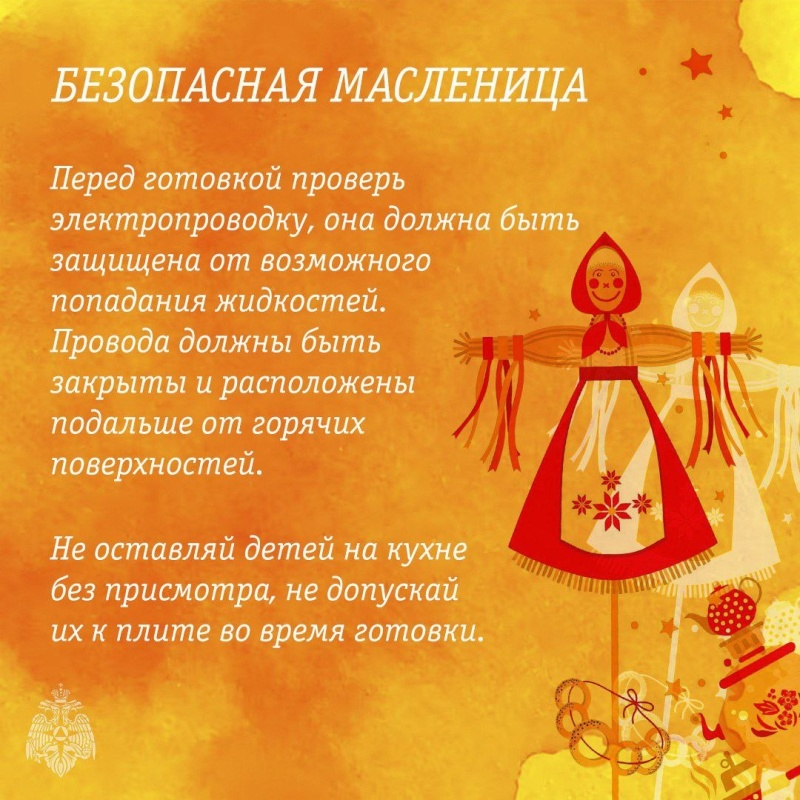 БЕЗОПАСНАЯ МАСЛЕНИЦА
Перед готовкой проверь
электропроводку, она должна быть
защищена от возможного
попадания жидкостей.
Провода должны быть
закрыты и расположены
подальше от горячих
поверхностей.
Не оставляй детей на кухне
без присмотра, не допускай
их к плите во время готовки.